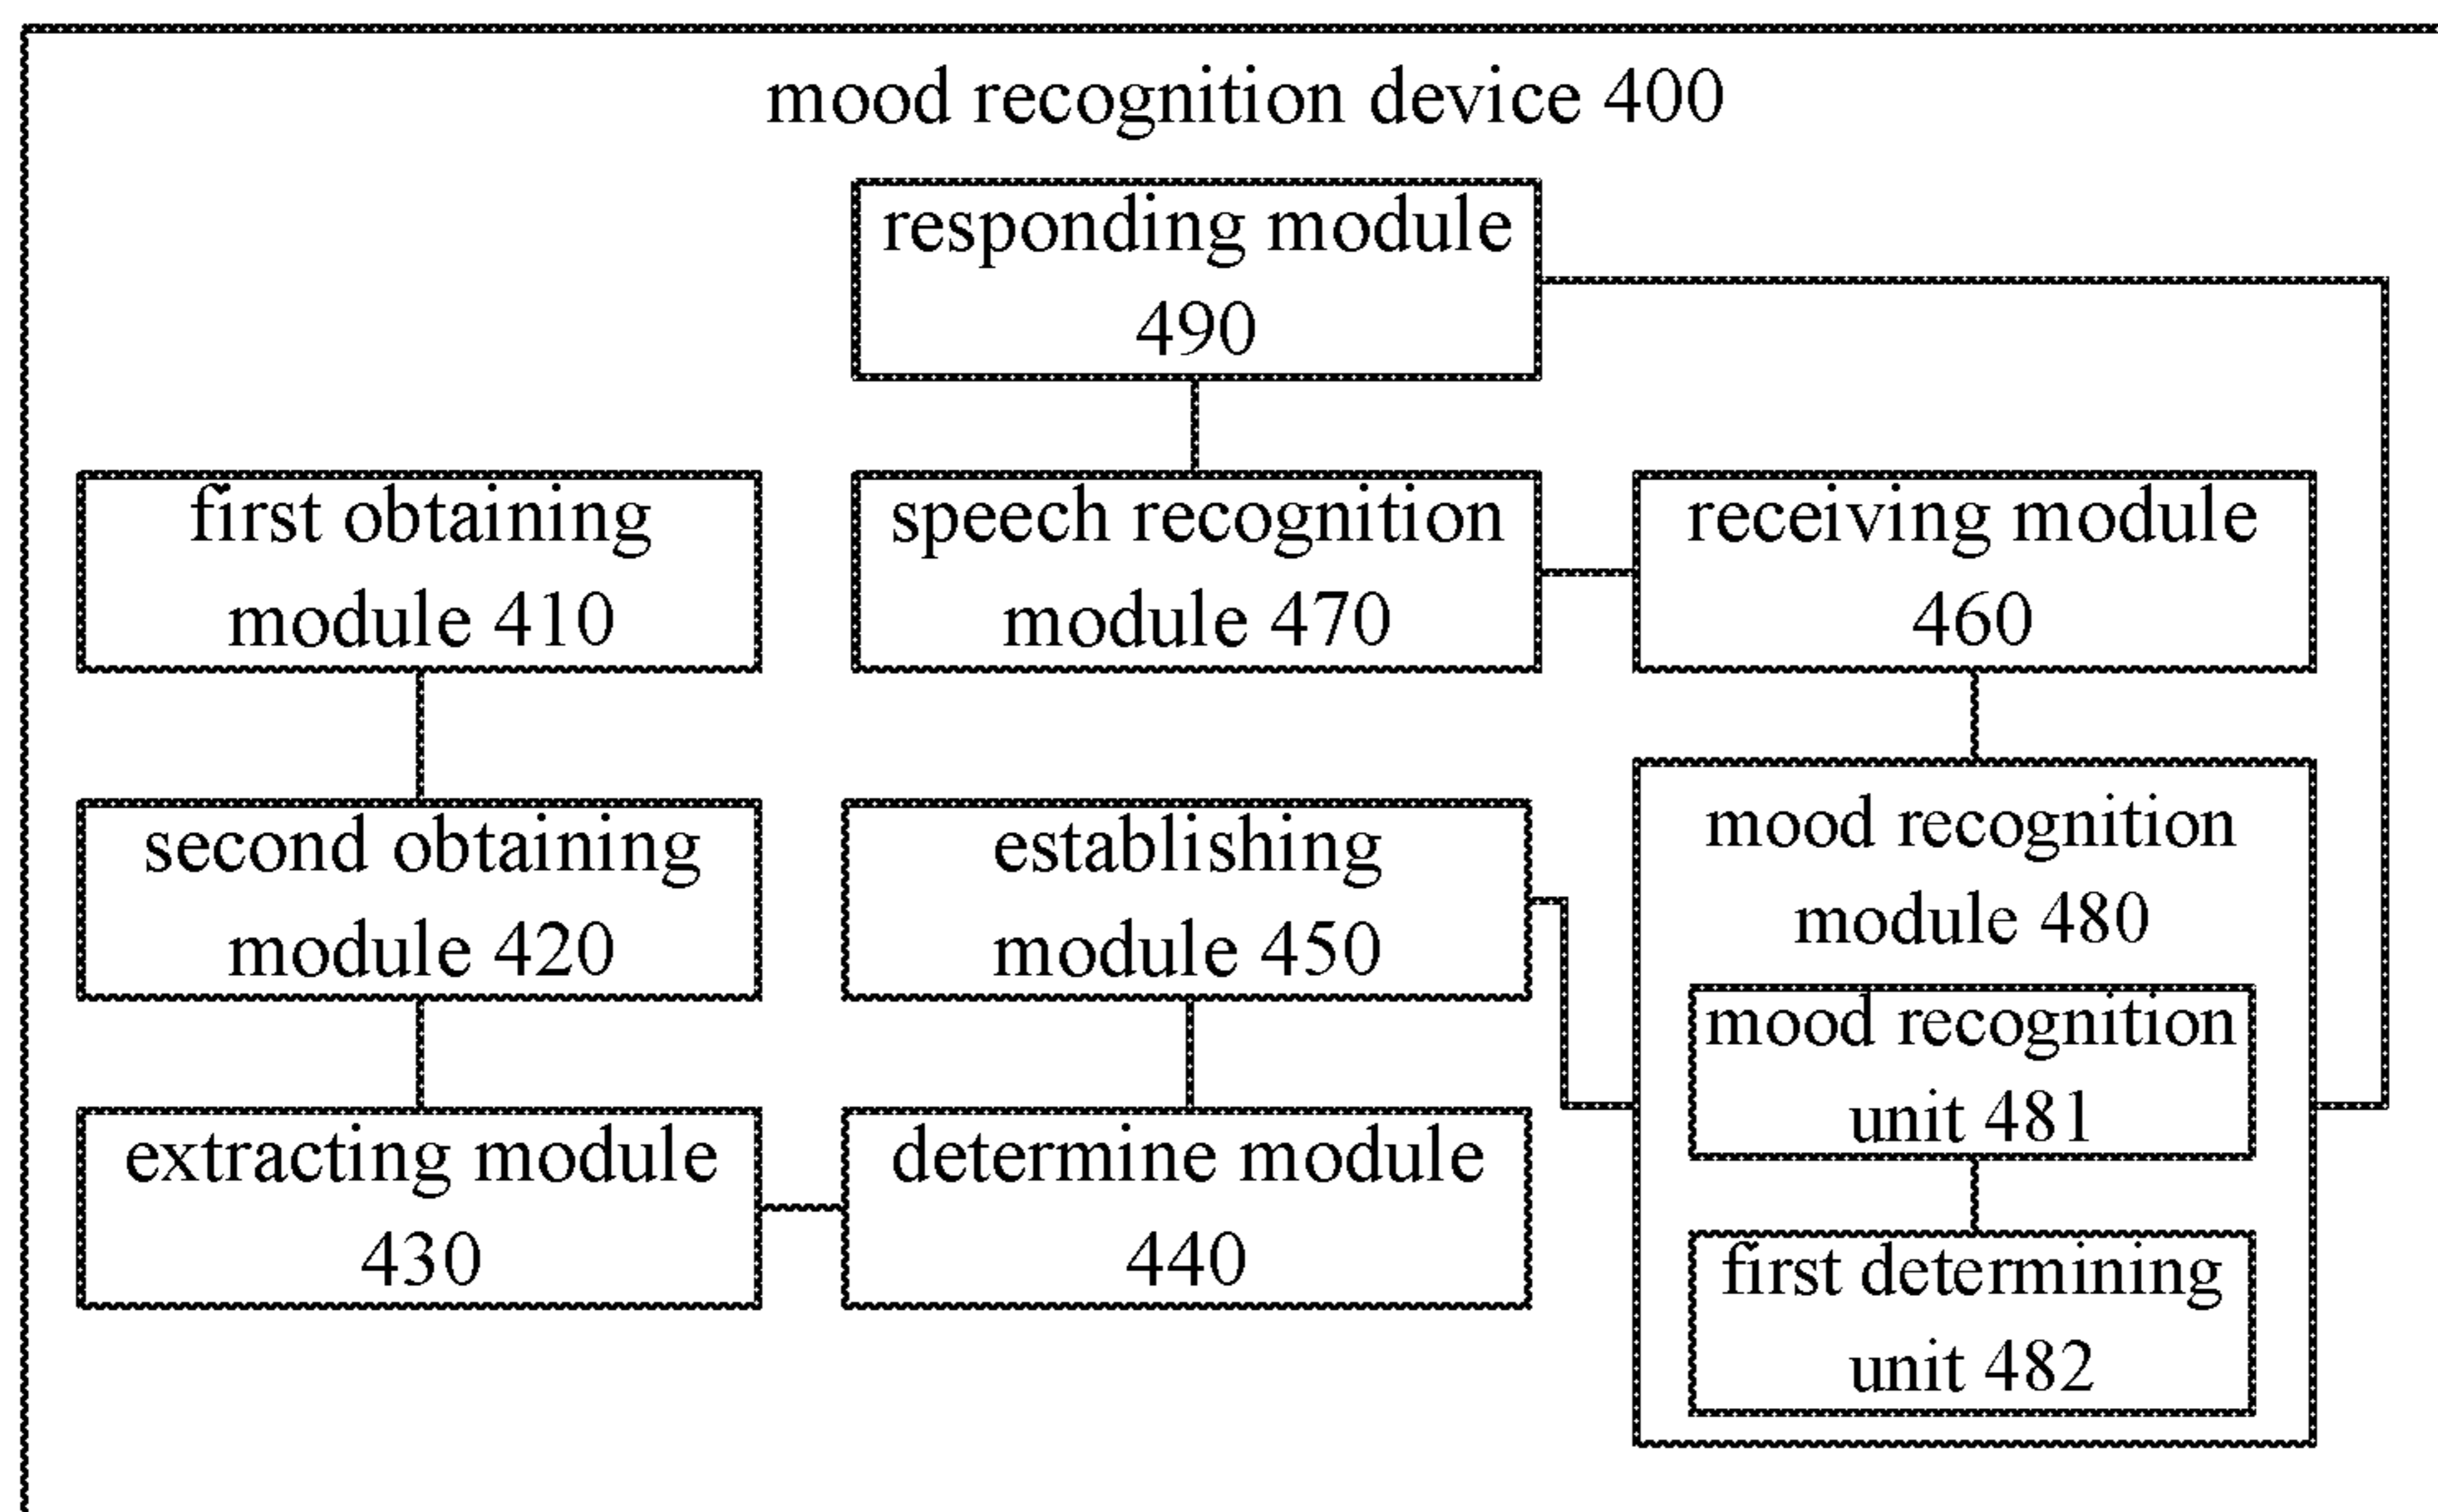 mood recognition device 400
responding module
490
first obtaining
module 410
speech recognition
module 470
receiving module
460
second obtaining
module 420
establishing
module 450
mood recognition
module 480
mood recognition
unit 481
extracting module
430
determine module
440
first determining
unit 482